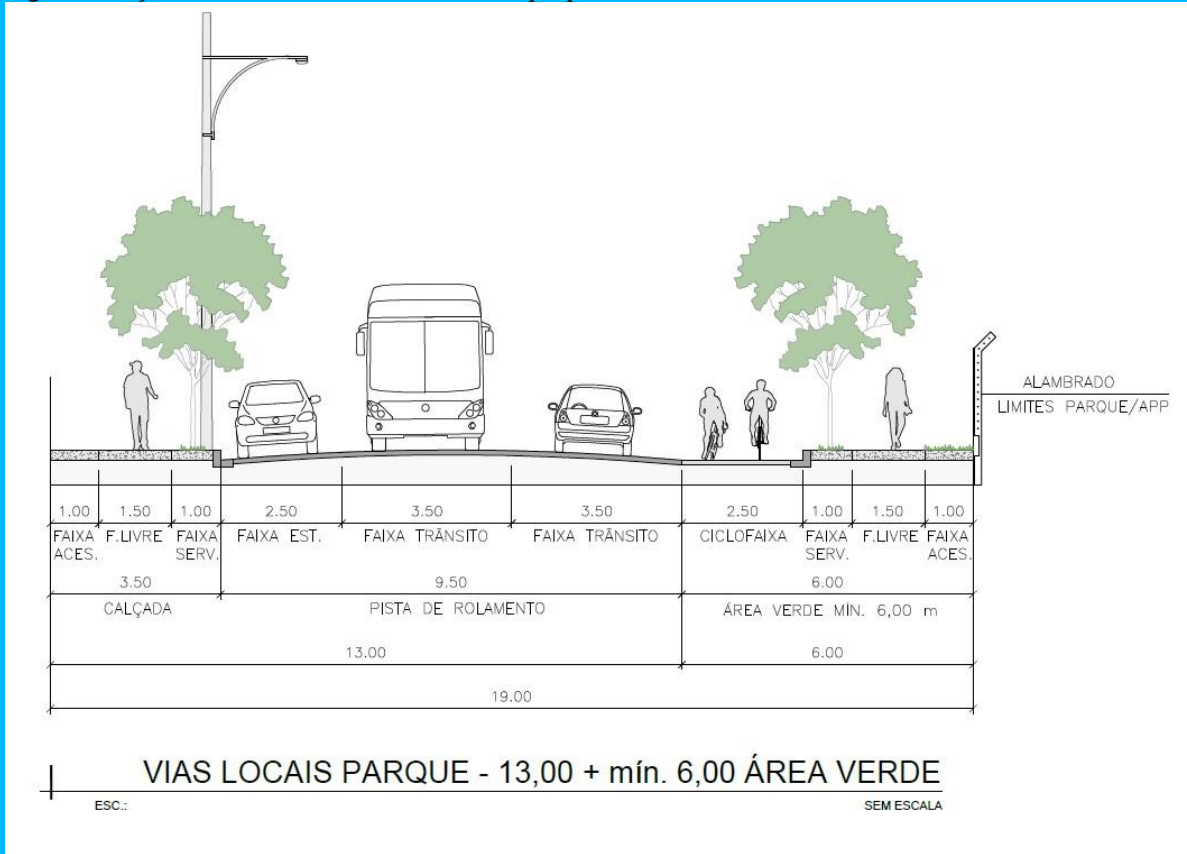 ALAMBRADO
LIMITES PARQUE/APP
1.00 1.50 1.00 2.50 3.50 3.50 2.50 1.00 1.50 1.00
FAIXA F.LIVRE FAIXA FAIXA EST. FAIXA TRÂNSITO FAIXA TRÂNSITO CICLOFAIXA FAIXA F.LIVRE FAIXA
ACES. SERV. SERV. ACES.
3.50 9.50 6.00
CALÇADA PISTA DE ROLAMENTO ÁREA VERDE MÍN. 6,00 m
13.00 6.00
19.00
VIAS LOCAIS PARQUE - 13,00 + mín. 6,00 ÁREA VERDE
ESC.: SEM ESCALA